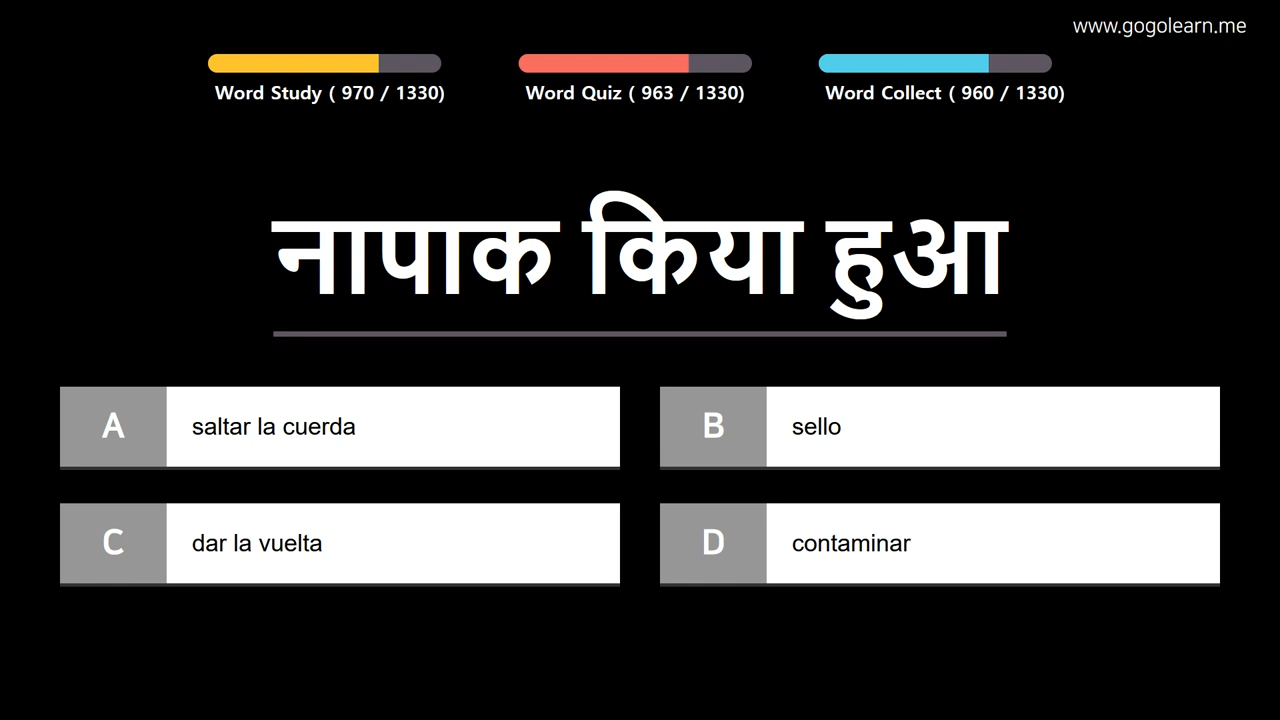 www.gogolearn.me
Word Study ( 970 / 1330)
Word Quiz ( 963 / 1330)
Word Collect ( 960 / 1330)
नापाक किया हुआ
A saltar la cuerda
B sello
C dar la vuelta
D contaminar